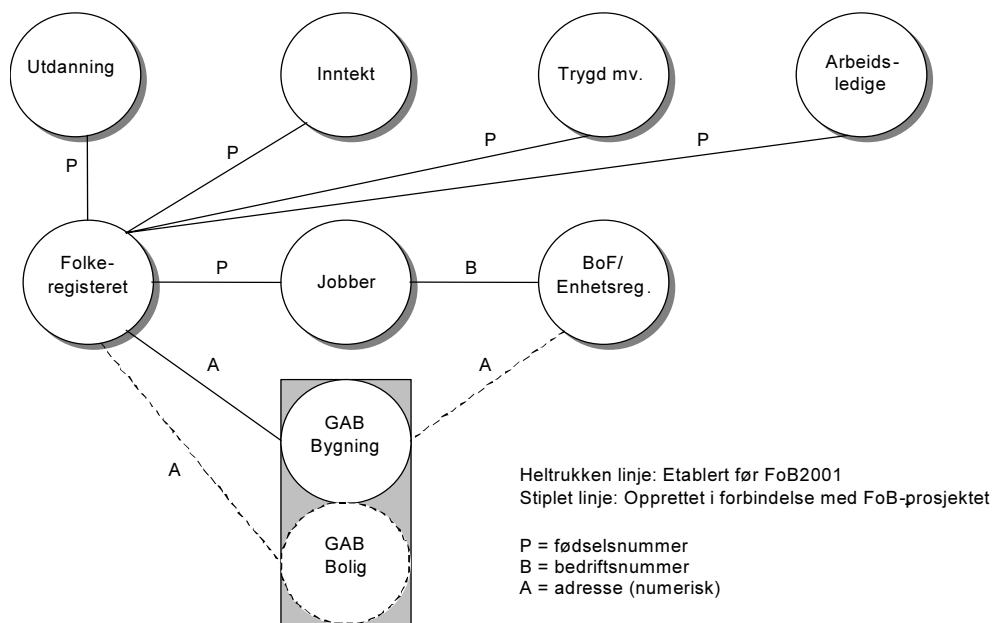 Utdanning
Inntekt
Trygd mv.
Arbeids-
ledige
P
P
P
P
Folke-
registeret
P
Jobber
B
BoF/
Enhetsreg.
A
A
GAB
Bygning
A
GAB
Bolig
Heltrukken linje: Etablert før FoB2001
Stiplet linje: Opprettet i forbindelse med FoB-prosjektet
P = fødselsnummer
B = bedriftsnummer
A = adresse (numerisk)